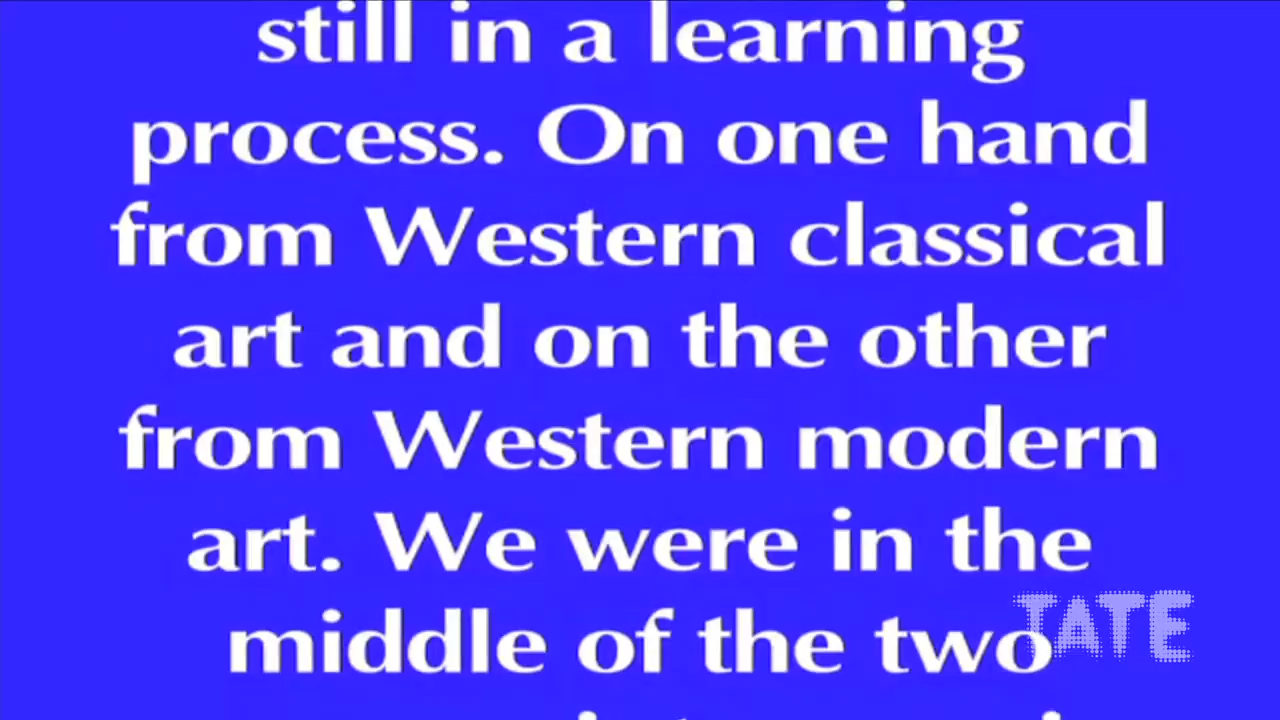 still in a learning
process. On one hand
from Western classical
art and on the other
from Western modern
art. We were in the
middle of the two
TATE